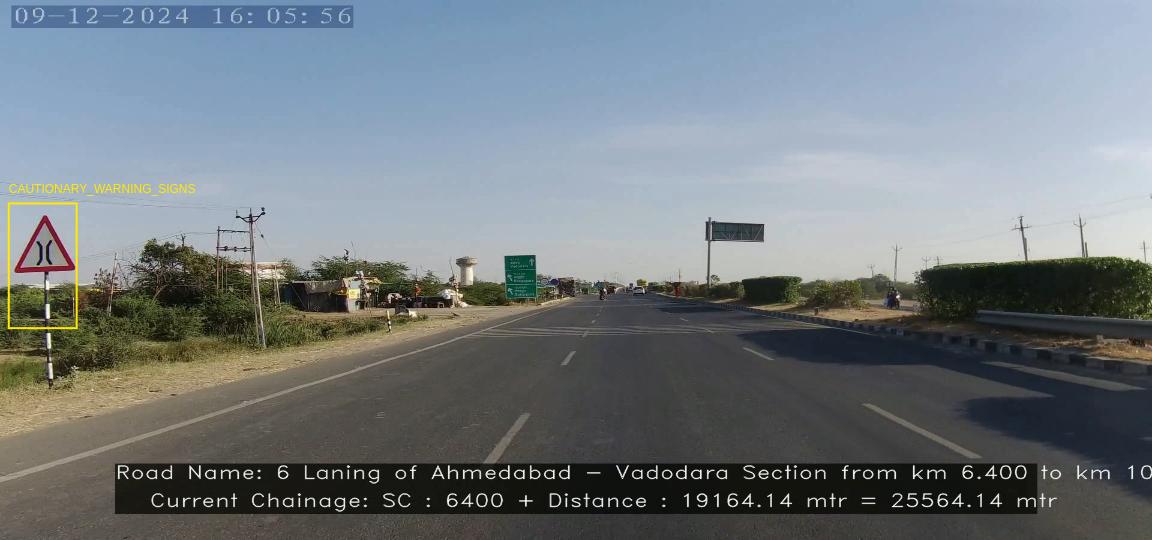 09-12-2024 16:05:56
CAUTIONARY_WARNING_SIGNS
Road Name: 6 Laning of Ahmedabad - Vadodara Section from km 6.400 to km 10
Current Chainage: SC : 6400 + Distance : 19164.14 mtr = 25564.14 mtr